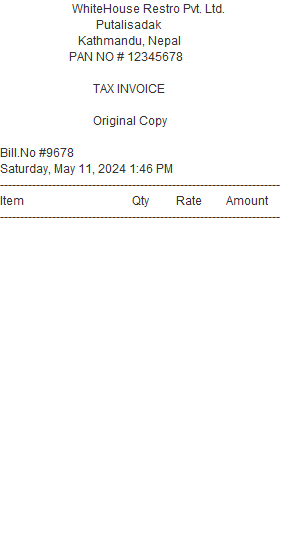 WhiteHouse Restro Pvt. Ltd.
Putalisadak
Kathmandu, Nepal
PAN NO # 12345678
TAX INVOICE
Original Copy
Bill.No #9678
Saturday, May 11, 2024 1:46 PM
--------------------------------------------------------------------------------
Item Qty Rate Amount
--------------------------------------------------------------------------------